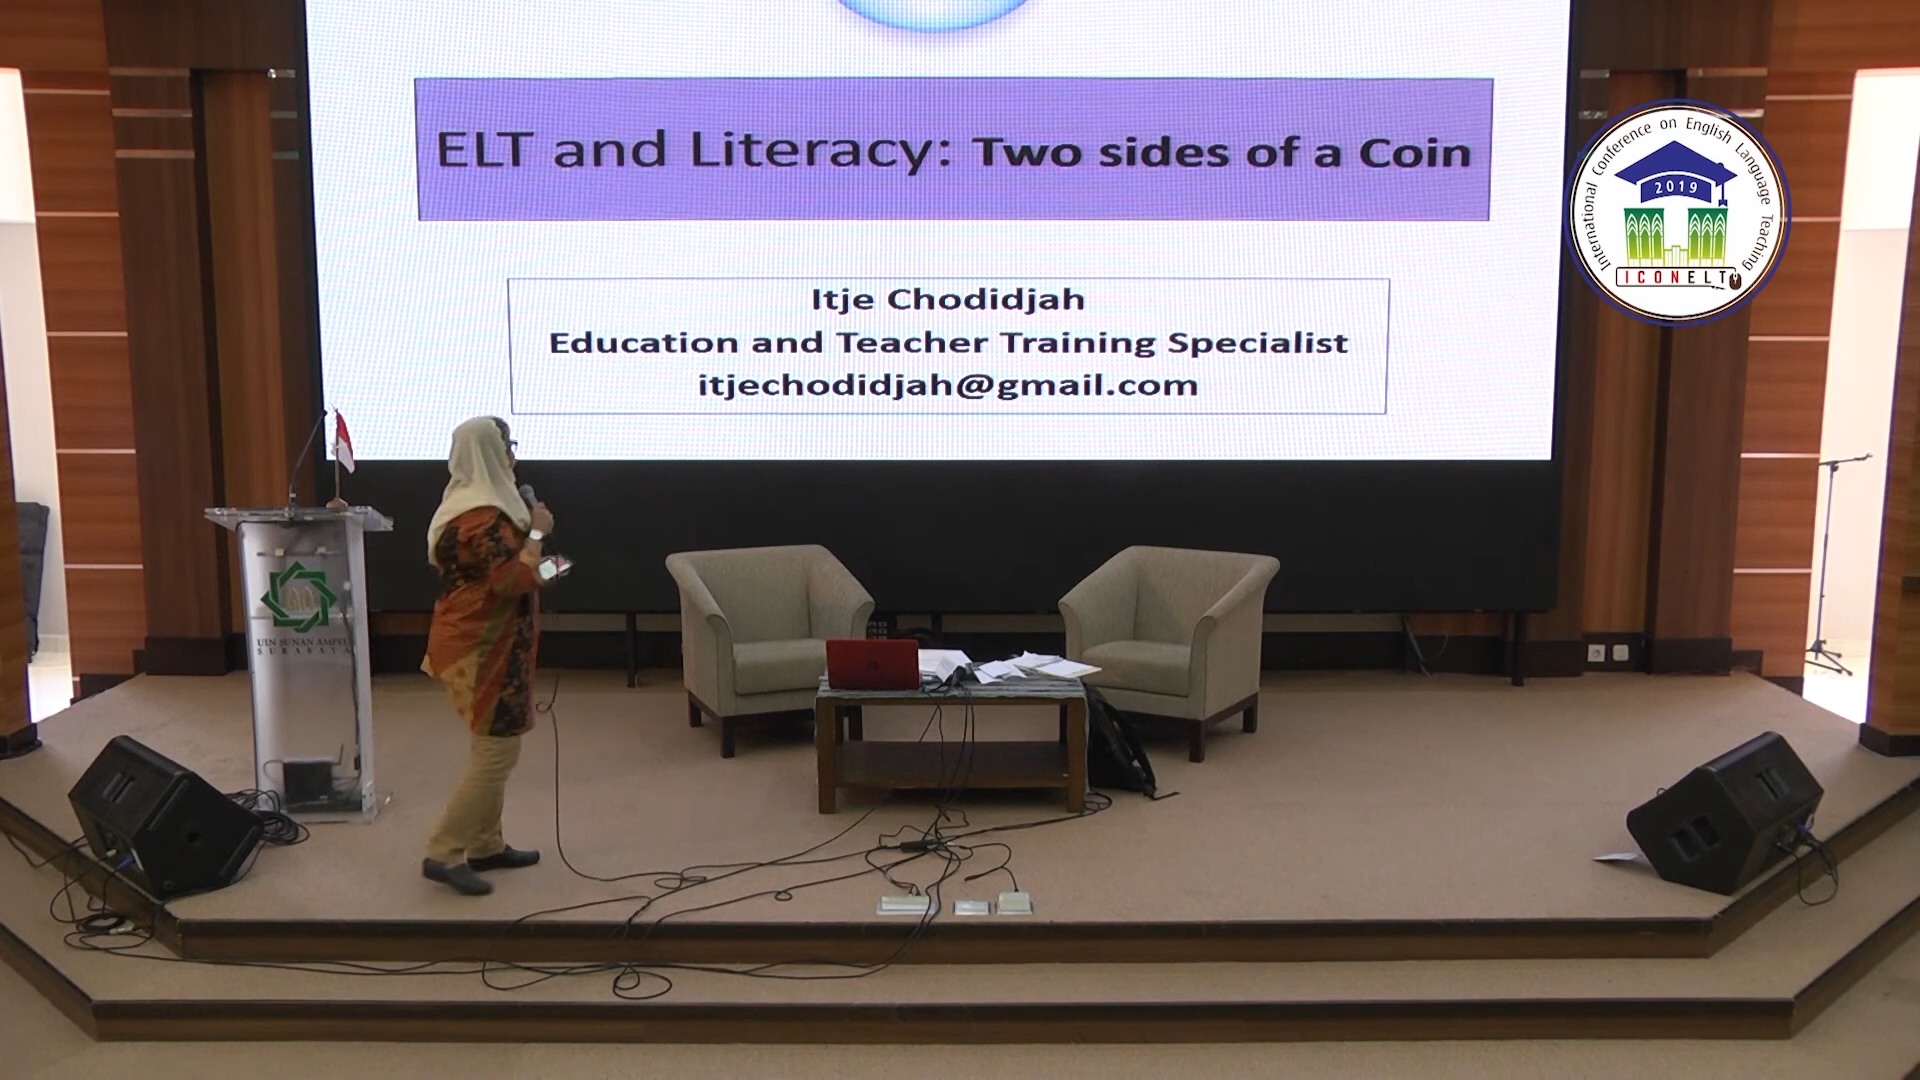 ELT and Literacy: Two sides of a Coin
Itje Chodidjah
Education and Teacher Training Specialist
itjechodidjah@gmail.com
International Conference on English Language Teaching
2019
ICONELT
UIN SUNAN AMPEL
SURABAYA